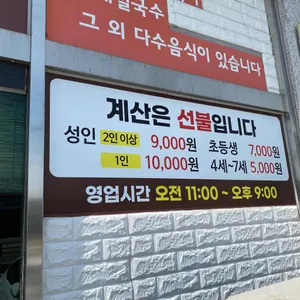 그 외 다수음식이 있습니다
계산은 선불입니다
성인 2인 이상 9,000원 초등생 7,000원
1인 10,000원 4세~7세 5,000원
영업시간 오전 11:00 ~ 오후 9:00